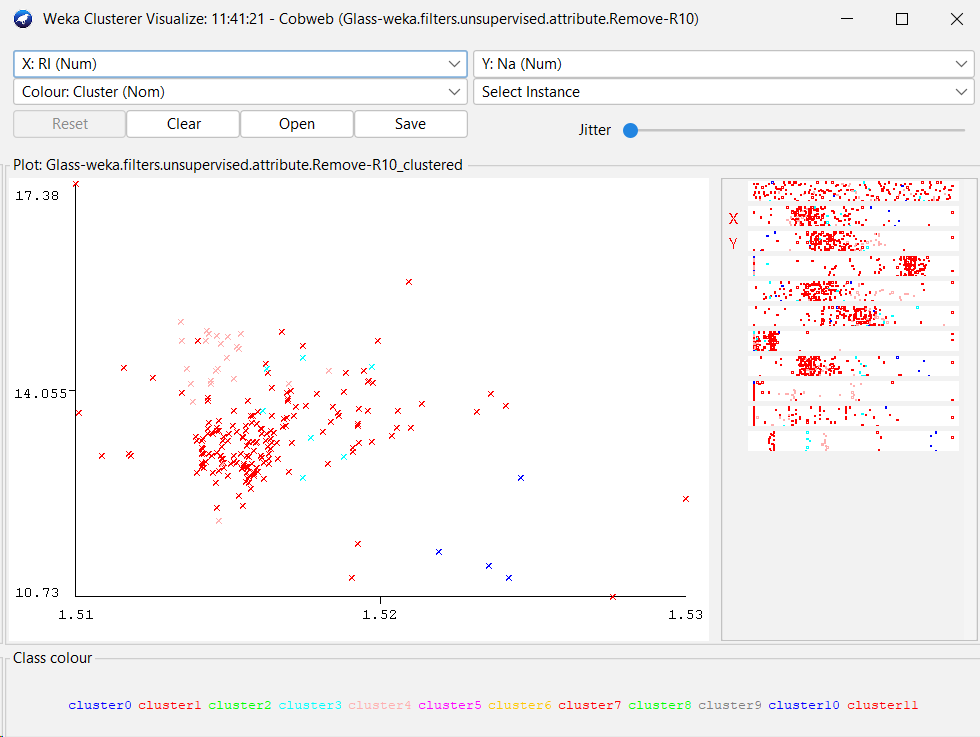 Weka Clusterer Visualize: 11:41:21 - Cobweb (Glass-weka.filters.unsupervised.attribute.Remove-R10)
X: RI (Num) Y: Na (Num)
Colour: Cluster (Nom) Select Instance
Reset Clear Open Save Jitter
Plot: Glass-weka.filters.unsupervised.attribute.Remove-R10_clustered
17.38
X
Y
14.055
10.73
1.51 1.52 1.53
Class colour
cluster0 cluster1 cluster2 cluster3 cluster4 cluster5 cluster6 cluster7 cluster8 cluster9 cluster10 cluster11